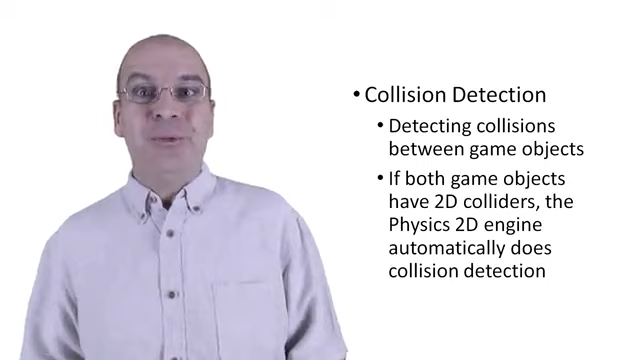 • Collision Detection
• Detecting collisions
between game objects
• If both game objects
have 2D colliders, the
Physics 2D engine
automatically does
collision detection